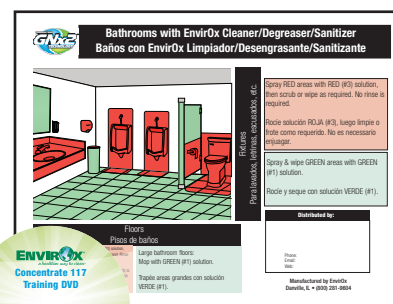 GNX2
Bathrooms with EnvirOx Cleaner/Degreaser/Sanitizer
Baños con EnvirOx Limpiador/Desengrasante/Sanitizante
Fixtures
Para lavados, letrinas, escusados, etc.
Spray RED areas with RED (#3) solution,
then scrub or wipe as required. No rinse is
required.
Rocíe solución ROJA (#3), luego limpie o
frote como requerido. No es necessario
enjuagar.
Spray & wipe GREEN areas with GREEN
(#1) solution.
Rocíe y seque con solución VERDE (#1).
Floors
Pisos de baños
Large bathroom floors:
Mop with GREEN (#1) solution.
Trapée areas grandes con solución
VERDE (#1).
Distributed by:
Phone:
Email:
Web:
Manufactured by EnvirOx
Danville, IL • (800) 281-9604
ENVIROX
a healthier way to clean
Concentrate 117
Training DVD